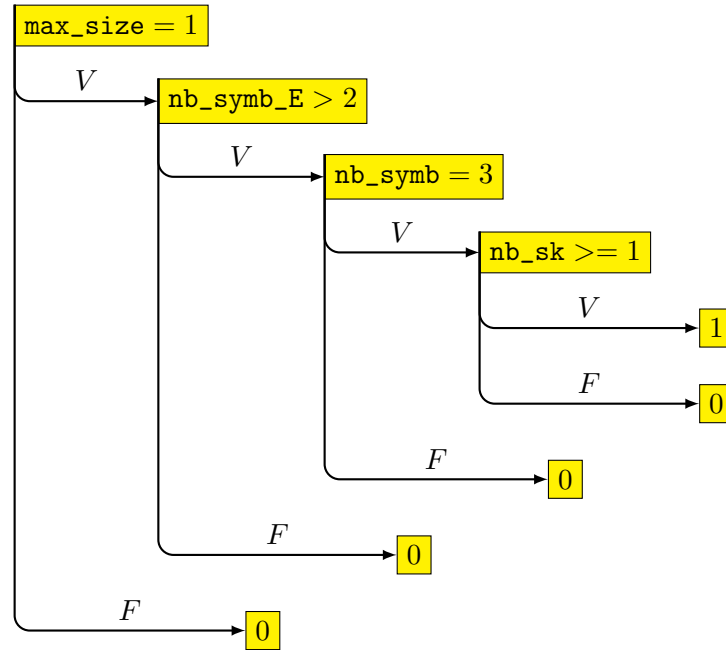 max_size = 1
V
nb_symb_E > 2
V
nb_symb = 3
V
nb_sk >= 1
V
1
F
0
F
0
F
0
F
0